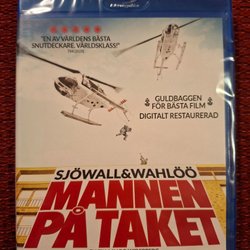 "EN AV VÄRLDENS BÄSTA
SNUTDECKARE. VÄRLDSKLASS!"
GULDBAGGEN
FÖR BÄSTA FILM
DIGITALT RESTAURERAD
SJÖWALL&WAHLÖÖ
MANNEN
PÅ TAKET